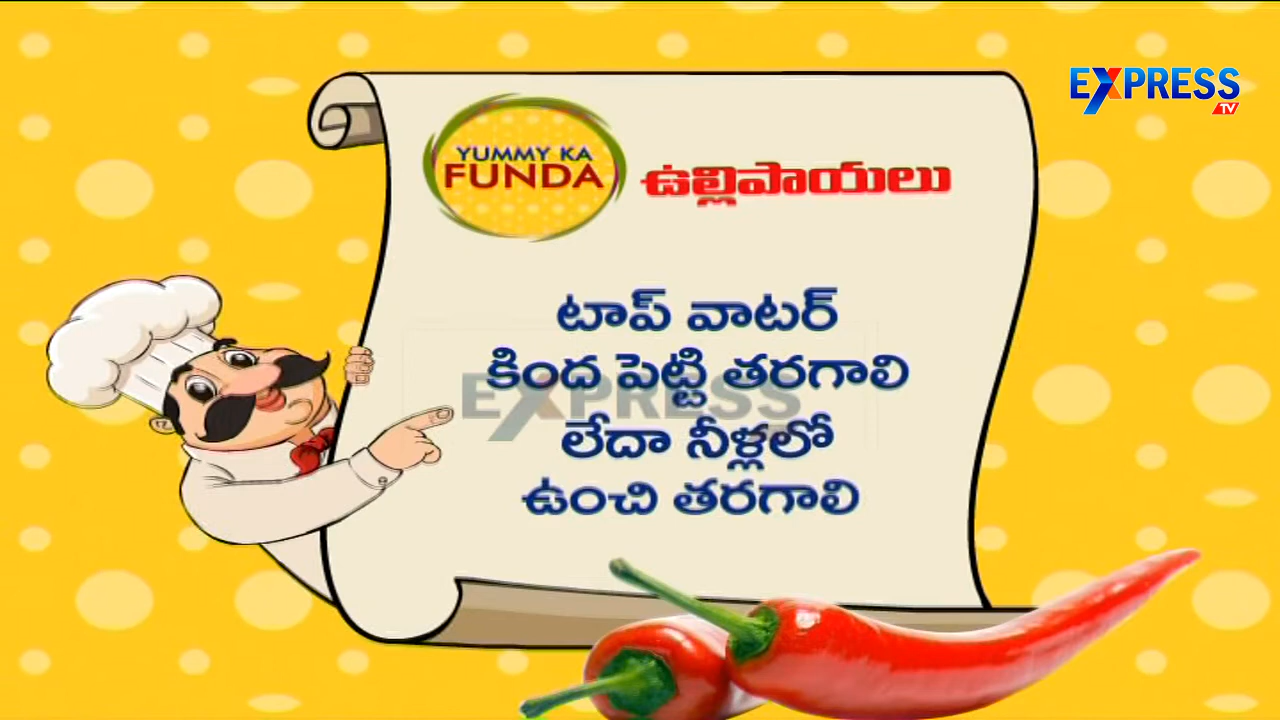 EXPRESS
TV
YUMMY KA
FUNDA
ఉల్లిపాయలు
టాప్ వాటర్
కింద పెట్టి తరగాలి
EXPRESS
లేదా నీళ్లలో
ఉంచి తరగాలి